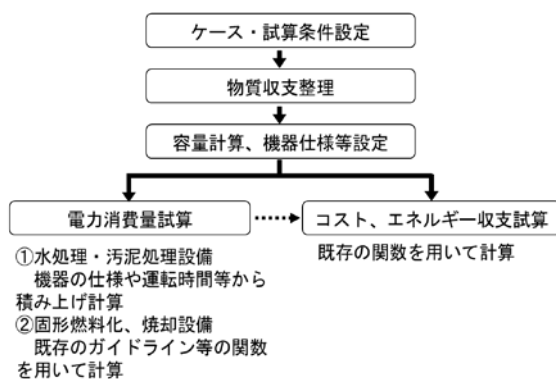 ケース・試算条件設定
物質収支整理
容量計算、機器仕様等設定
電力消費量試算
コスト、エネルギー収支試算
①水処理・汚泥処理設備
機器の仕様や運転時間等から
積み上げ計算
②固形燃料化、焼却設備
既存のガイドライン等の関数
を用いて計算
既存の関数を用いて計算